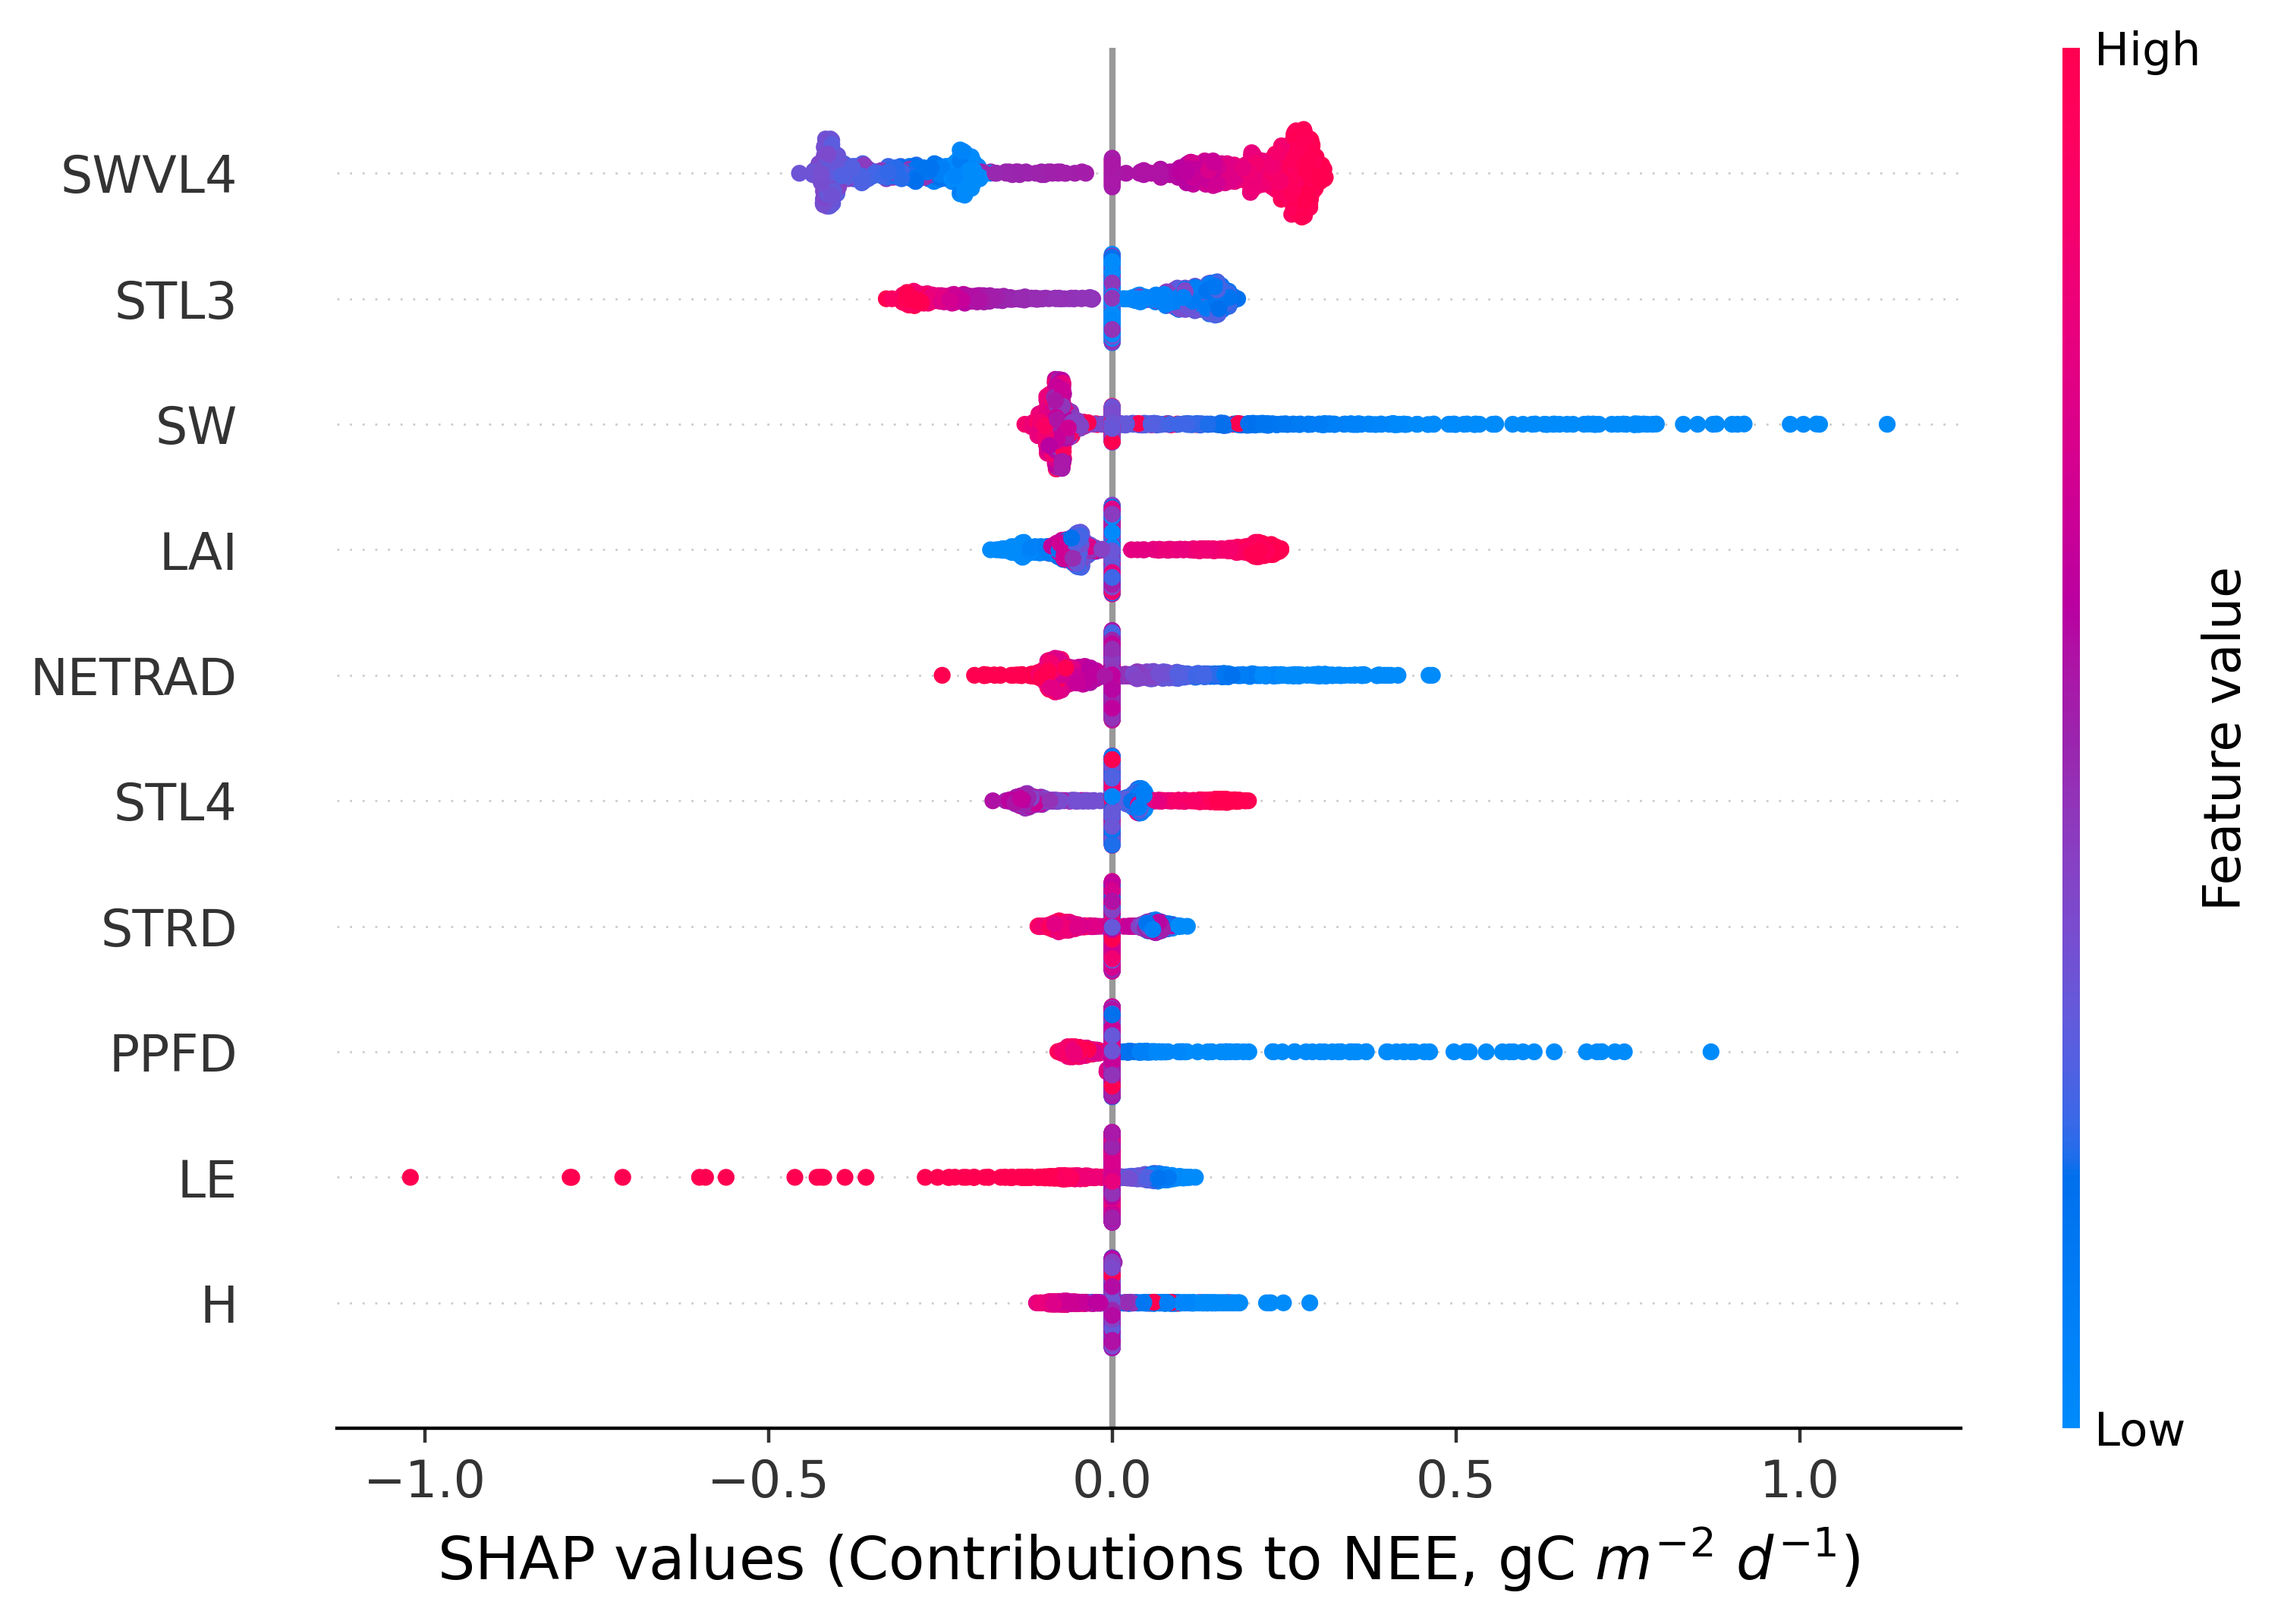 High
SWVL4
STL3
SW
LAI
NETRAD
STL4
STRD
PPFD
LE
H
Feature value
Low
−1.0 −0.5 0.0 0.5 1.0
SHAP values (Contributions to NEE, gC m⁻² d⁻¹)